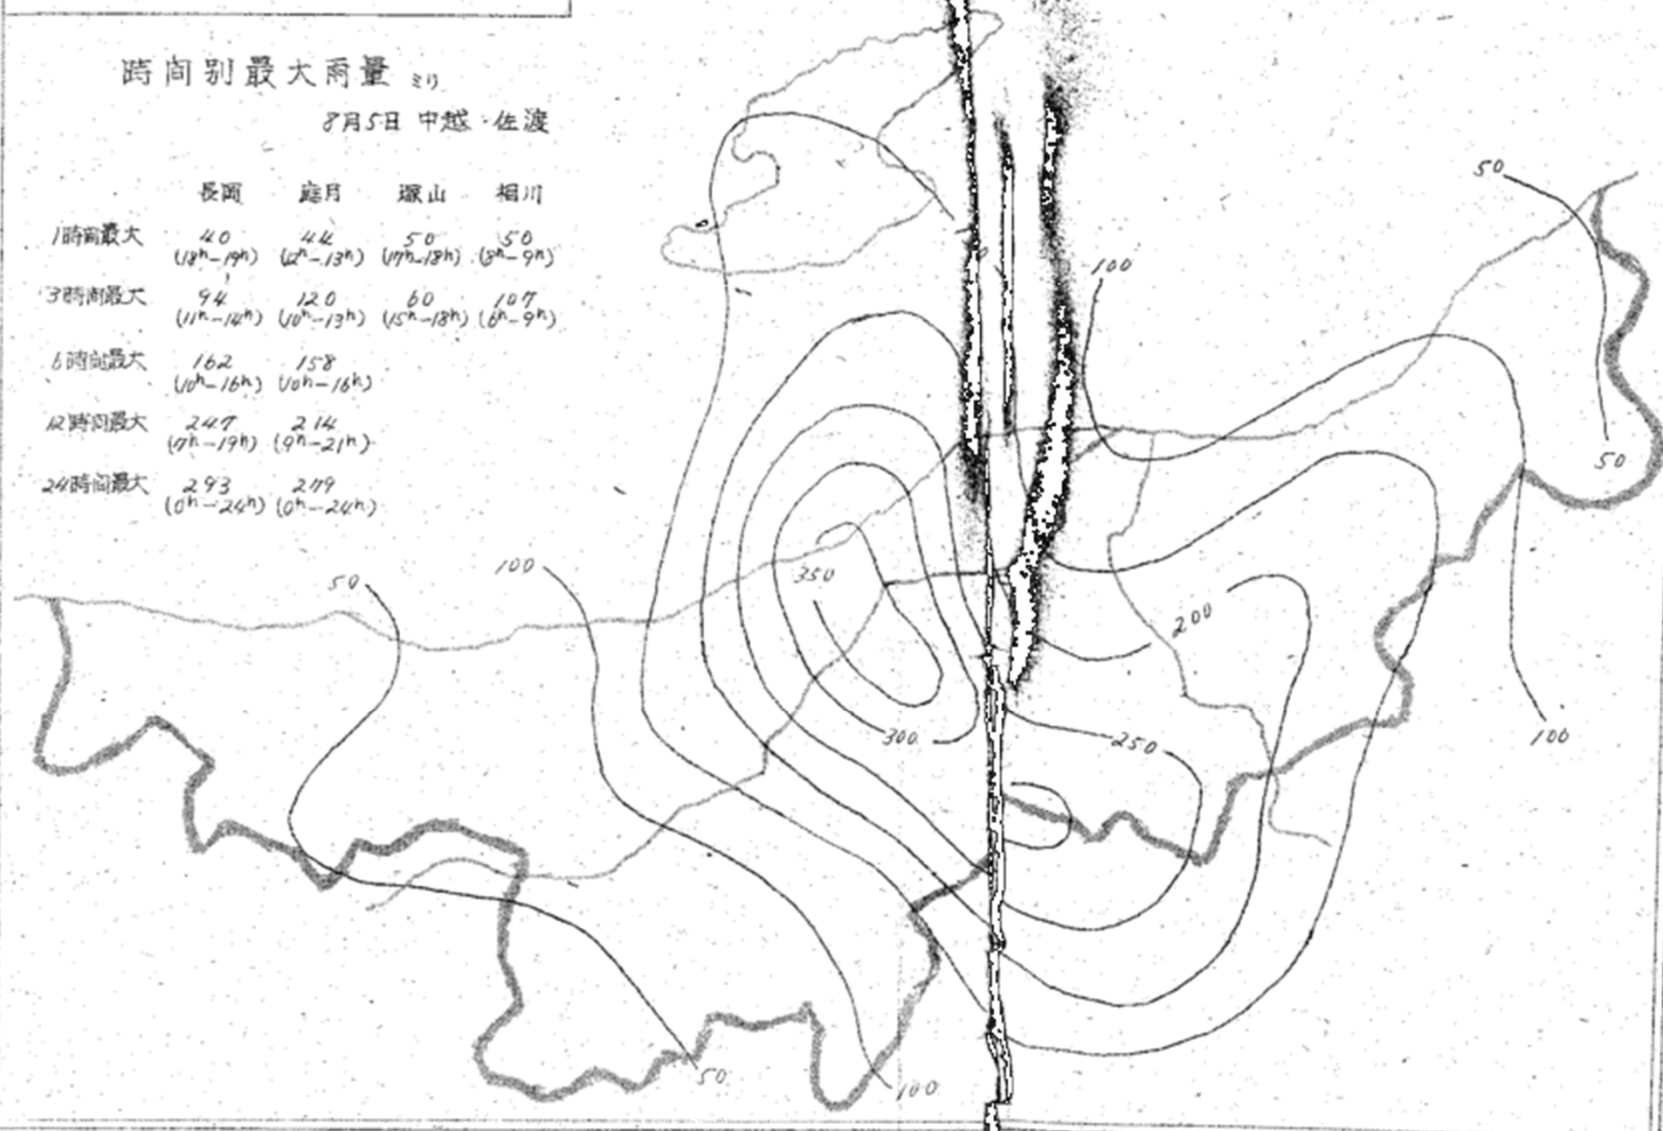 時間別最大雨量 ミリ
8月5日 中越・佐渡
長岡 庭月 塚山 相川
1時間最大 40 44 50 50
(18h-19h) (12h-13h) (17h-18h) (8h-9h)
3時間最大 94 120 60 107
(11h-14h) (10h-13h) (15h-18h) (6h-9h)
6時間最大 162 158
(10h-16h) (10h-16h)
12時間最大 247 214
(7h-19h) (9h-21h)
24時間最大 293 279
(0h-24h) (0h-24h)
50
100
50
100
50
350
200
300
250
100
50
100